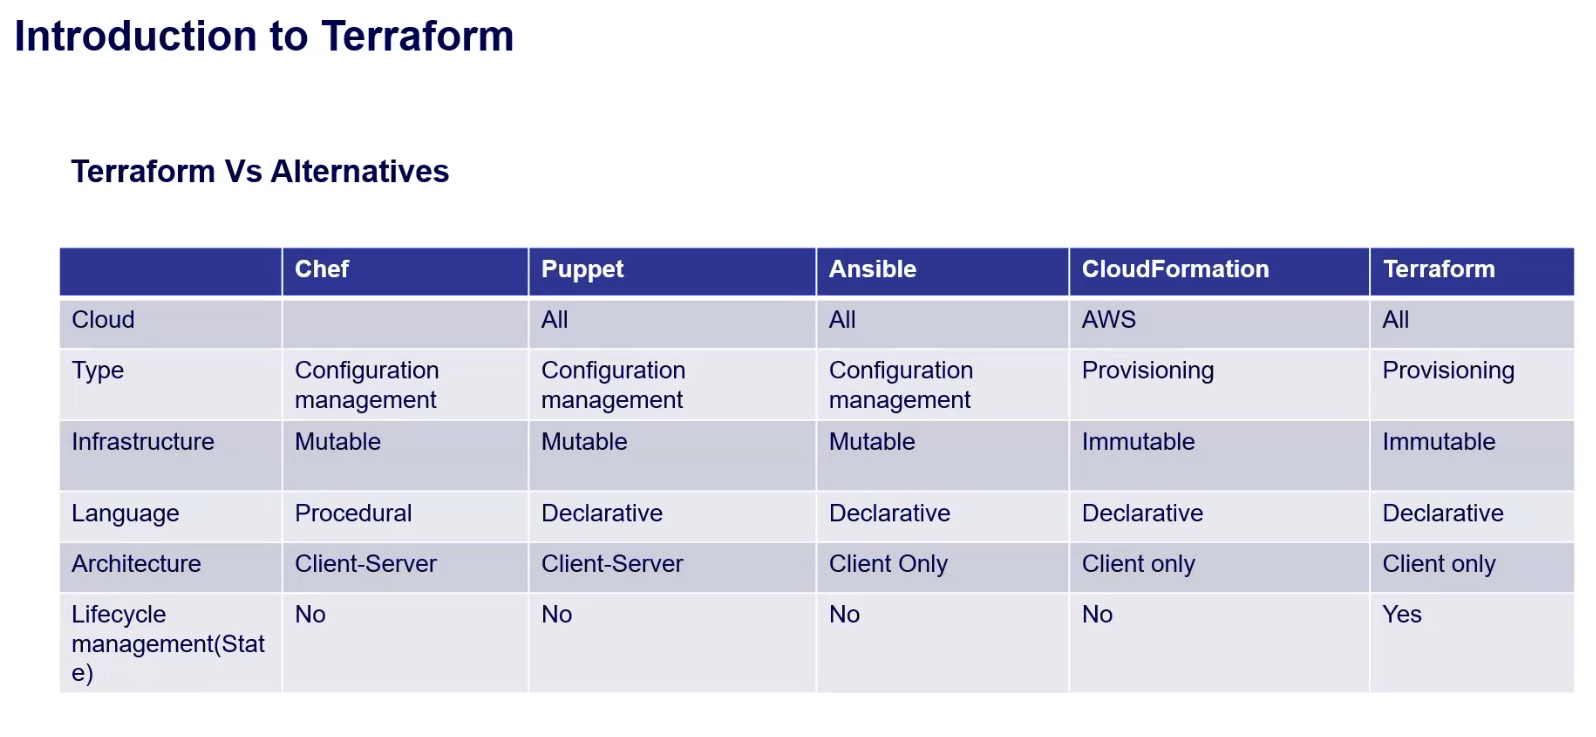 Introduction to Terraform
Terraform Vs Alternatives
Chef Puppet Ansible CloudFormation Terraform
Cloud All All AWS All
Type Configuration Configuration Configuration Provisioning Provisioning
management management management
Infrastructure Mutable Mutable Mutable Immutable Immutable
Language Procedural Declarative Declarative Declarative Declarative
Architecture Client-Server Client-Server Client Only Client only Client only
Lifecycle No No No No Yes
management(Stat
e)